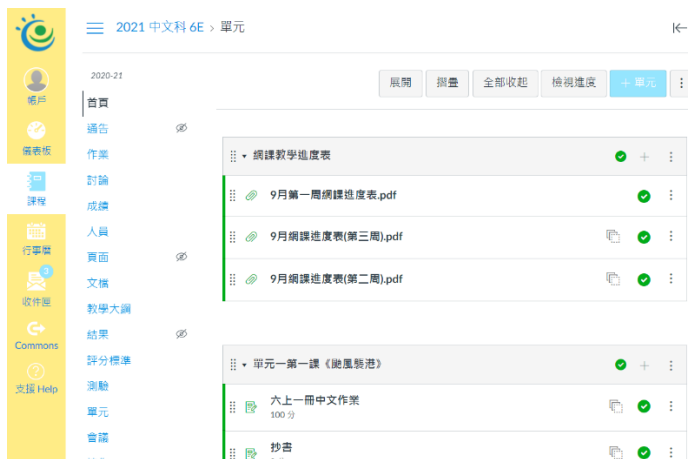 2021 中文科 6E › 單元
帳戶
儀表板
課程
行事曆
3
收件匣
Commons
支援 Help
2020-21
首頁
通告
作業
討論
成績
人員
頁面
文檔
教學大綱
結果
評分標準
測驗
單元
會議
展開
摺疊
全部收起
檢視進度
+ 單元
網課教學進度表
9月第一周網課進度表.pdf
9月網課進度表(第三周).pdf
9月網課進度表(第二周).pdf
單元一第一課《颱風襲港》
六上一冊中文作業
100 分
抄書